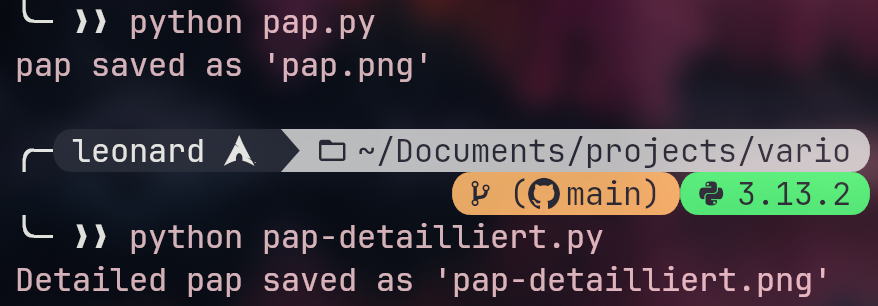 ❯❯ python pap.py
pap saved as 'pap.png'
leonard ~/Documents/projects/vario
(main) 3.13.2
❯❯ python pap-detailliert.py
Detailed pap saved as 'pap-detailliert.png'